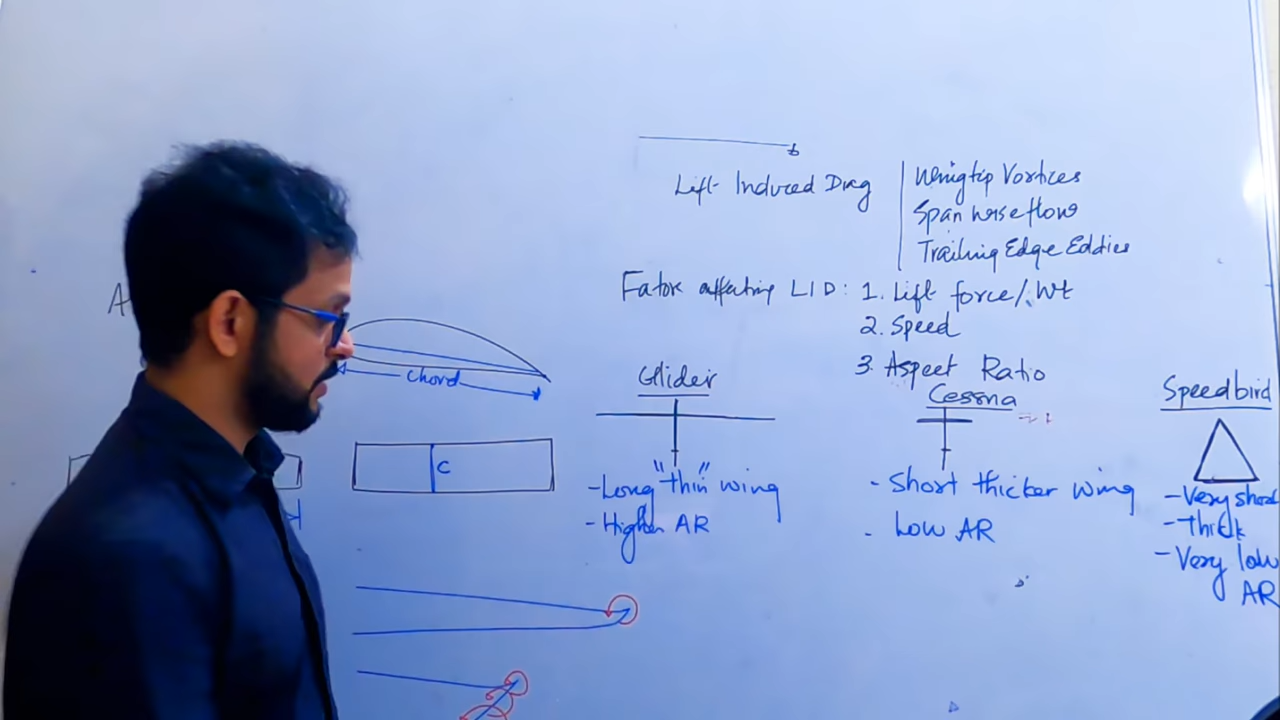 Lift Induced Drag
Wingtip Vortices
Spanwise flow
Trailing Edge Eddies
Fators affecting LID: 1. Lift force/Wt
2. Speed
3. Aspect Ratio
A
chord
C
Glider
-Long "thin" wing
-Higher AR
Cessna
- Short thicker wing
- Low AR
Speedbird
-Very short
-Thick
-Very low
AR